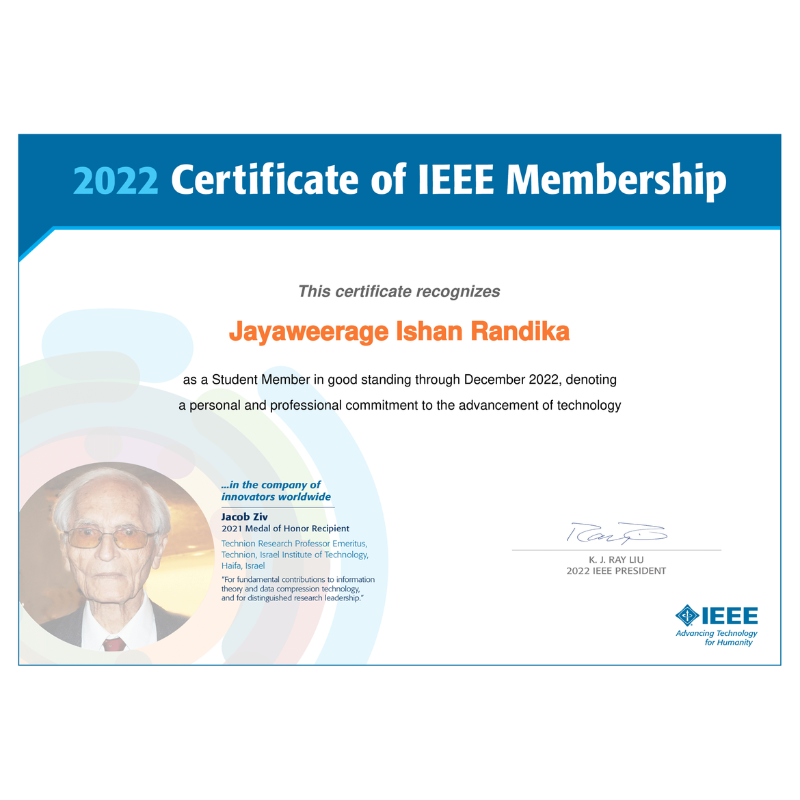 2022 Certificate of IEEE Membership
This certificate recognizes
Jayaweerage Ishan Randika
as a Student Member in good standing through December 2022, denoting
a personal and professional commitment to the advancement of technology
...in the company of
innovators worldwide
Jacob Ziv
2021 Medal of Honor Recipient
Technion Research Professor Emeritus,
Technion, Israel Institute of Technology,
Haifa, Israel
"For fundamental contributions to information
theory and data compression technology,
and for distinguished research leadership."
K. J. RAY LIU
2022 IEEE PRESIDENT
IEEE
Advancing Technology
for Humanity